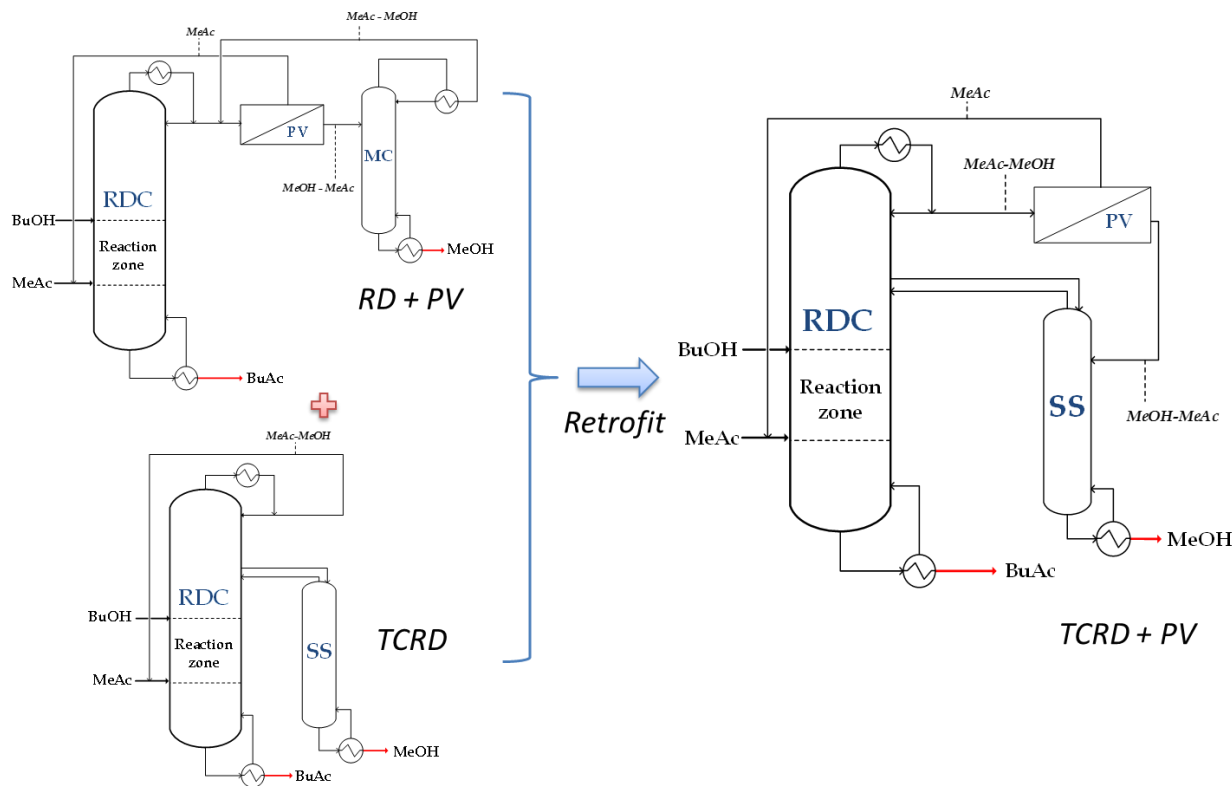 MeAc - MeOH
MeAc
PV
MC
MeOH - MeAc
RDC
BuOH
Reaction
zone
MeAc
MeOH
RD + PV
BuAc
MeAc-MeOH
RDC
BuOH
Reaction
zone
MeAc
SS
TCRD
MeOH
BuAc
Retrofit
MeAc
MeAc-MeOH
PV
RDC
BuOH
Reaction
zone
MeAc
SS
MeOH-MeAc
MeOH
BuAc
TCRD + PV